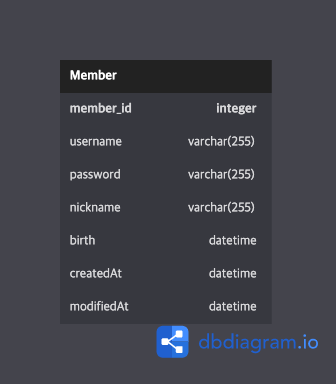 Member
member_id integer
username varchar(255)
password varchar(255)
nickname varchar(255)
birth datetime
createdAt datetime
modifiedAt datetime
dbdiagram.io